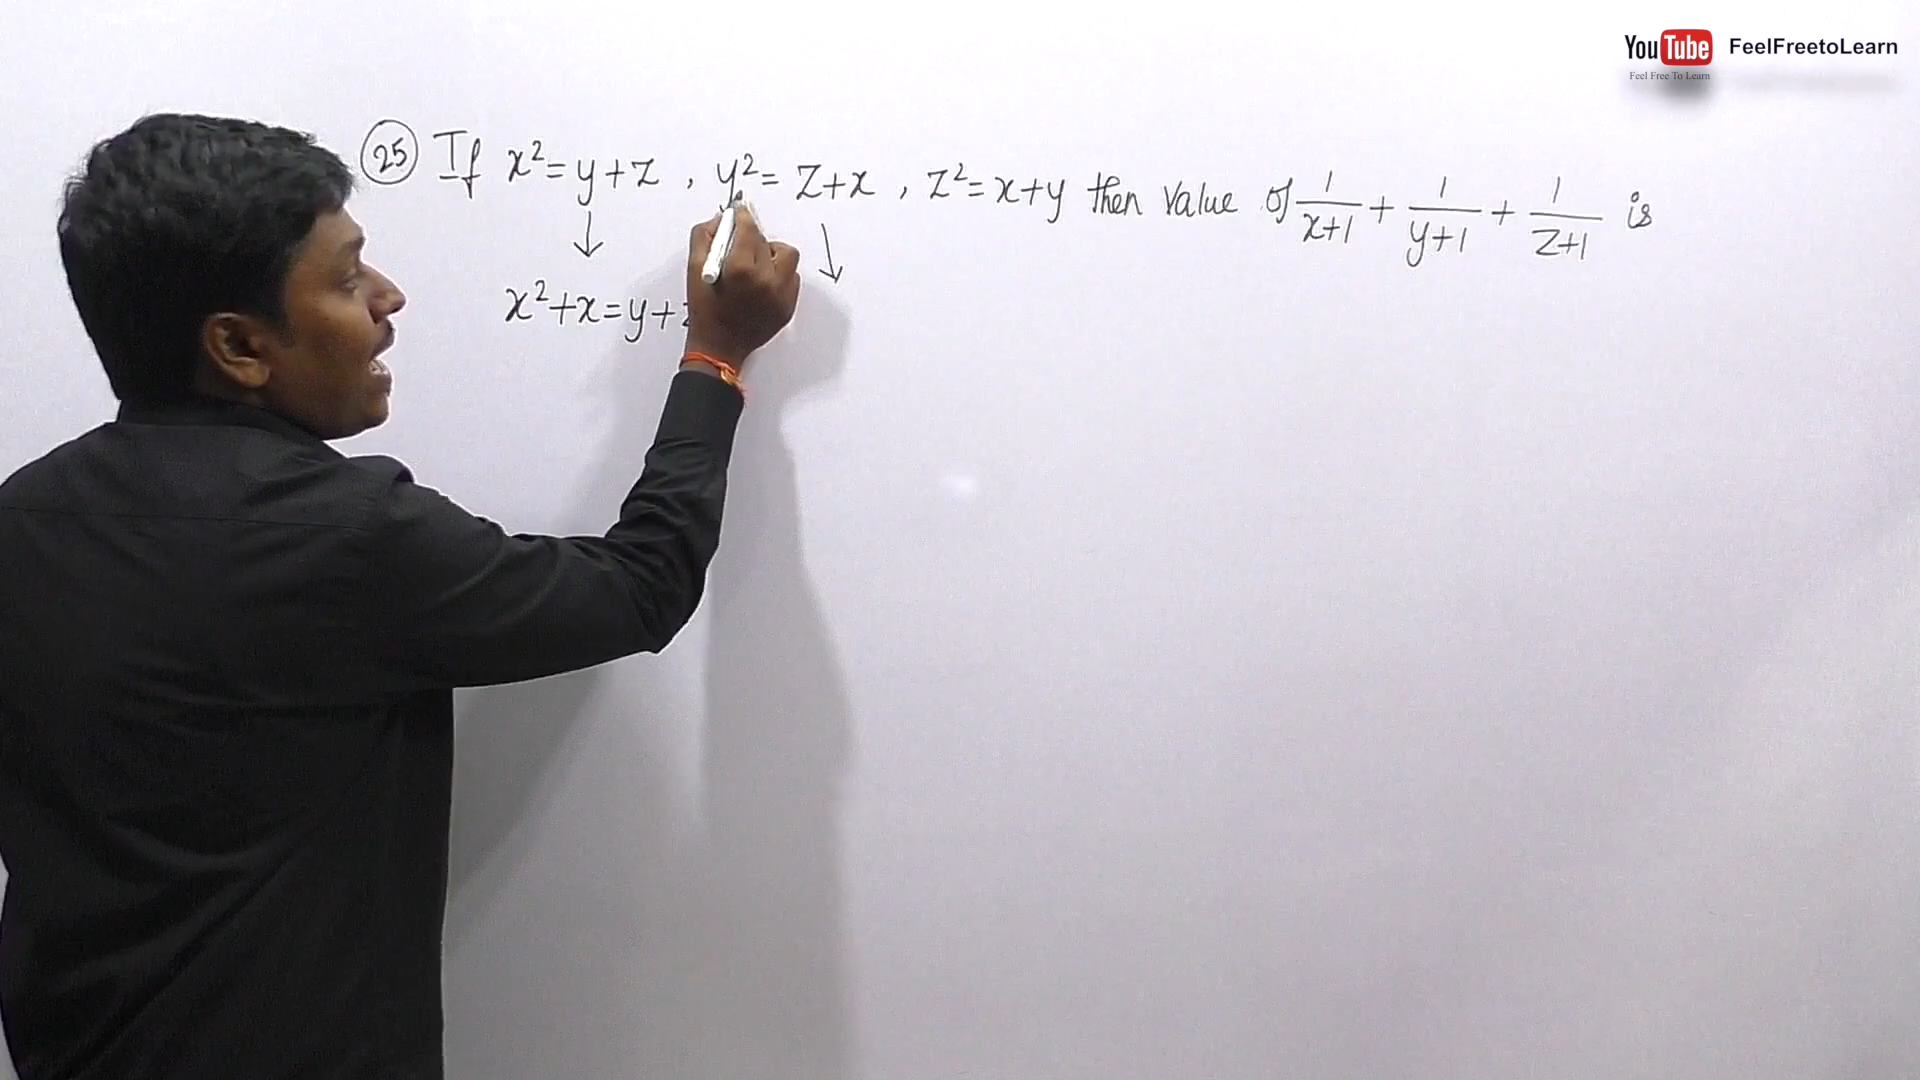 YouTube FeelFreetoLearn
Feel Free To Learn
25 If x²=y+z , y²=z+x , z²=x+y then value of 1/(x+1) + 1/(y+1) + 1/(z+1) is
↓ ↓
x²+x=y+z